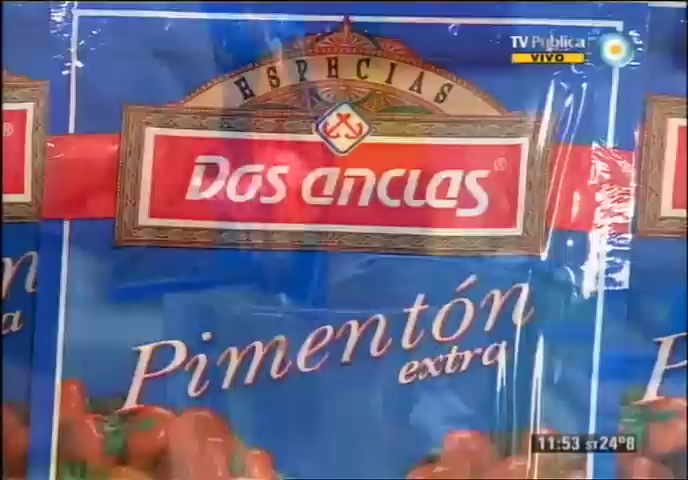 TV Pública
VIVO
ESPECIAS
Dos anclas®
Pimentón
extra
11:53 ST24°8